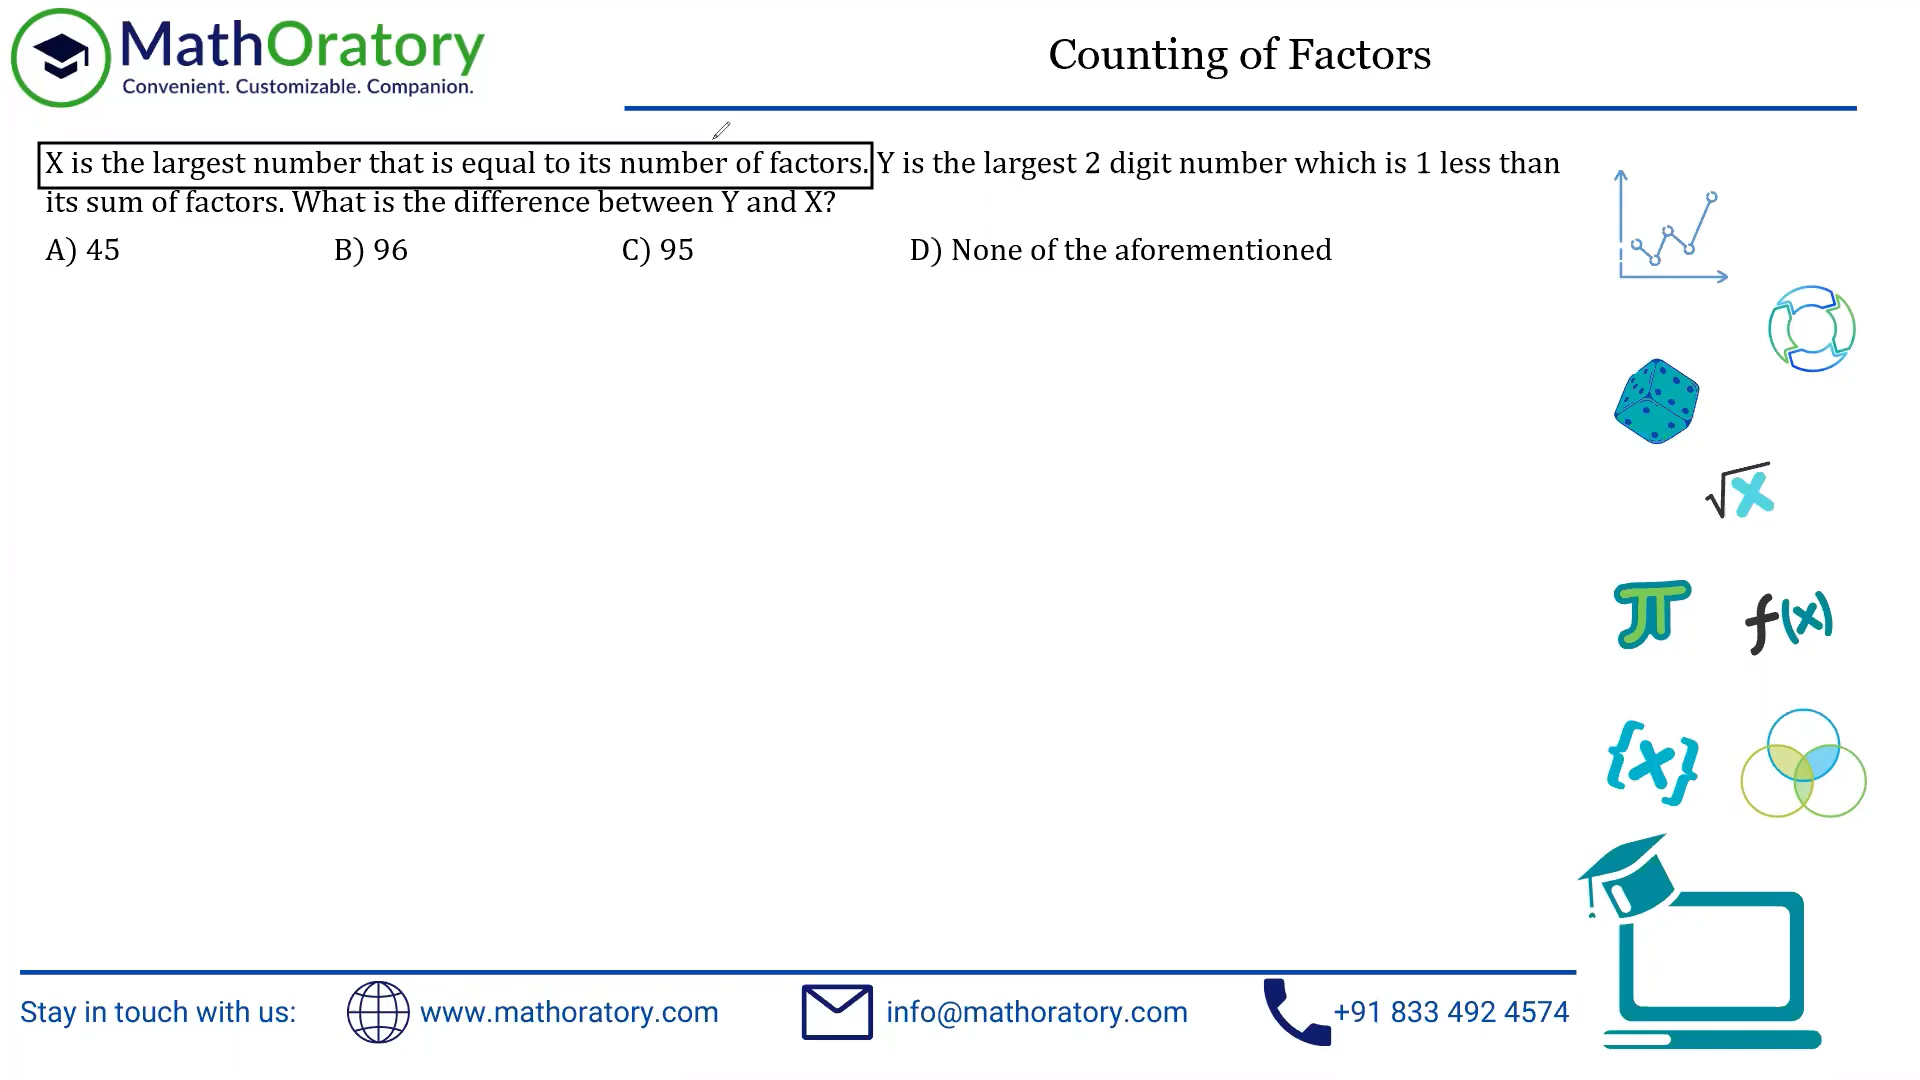 MathOratory
Convenient. Customizable. Companion.
Counting of Factors
X is the largest number that is equal to its number of factors. Y is the largest 2 digit number which is 1 less than
its sum of factors. What is the difference between Y and X?
A) 45 B) 96 C) 95 D) None of the aforementioned
√x
π f(x)
{x}
Stay in touch with us: www.mathoratory.com info@mathoratory.com +91 833 492 4574